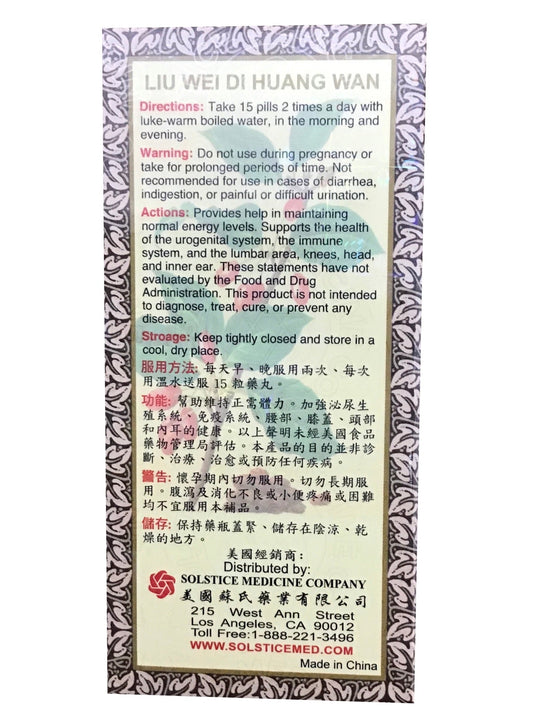 LIU WEI DI HUANG WAN
Directions: Take 15 pills 2 times a day with
luke-warm boiled water, in the morning and
evening.
Warning: Do not use during pregnancy or
take for prolonged periods of time. Not
recommended for use in cases of diarrhea,
indigestion, or painful or difficult urination.
Actions: Provides help in maintaining
normal energy levels. Supports the health
of the urogenital system, the immune
system, and the lumbar area, knees, head,
and inner ear. These statements have not
evaluated by the Food and Drug
Administration. This product is not intended
to diagnose, treat, cure, or prevent any
disease.
Stroage: Keep tightly closed and store in a
cool, dry place.
服用方法: 每天早、晚服用兩次、每次
用溫水送服 15 粒藥丸。
功能: 幫助維持正常體力。加強泌尿生
殖系統、免疫系統、腰部、膝蓋、頭部
和內耳的健康。以上聲明未經美國食品
藥物管理局評估。本產品的目的並非診
斷、治療、治愈或預防任何疾病。
警告: 懷孕期內切勿服用。切勿長期服
用。腹瀉及消化不良或小便疼痛或困難
均不宜服用本補品。
儲存: 保持藥瓶蓋緊、儲存在陰涼、乾
燥的地方。
美國經銷商:
Distributed by:
SOLSTICE MEDICINE COMPANY
美國蘇氏藥業有限公司
215 West Ann Street
Los Angeles, CA 90012
Toll Free:1-888-221-3496
WWW.SOLSTICEMED.COM
Made in China